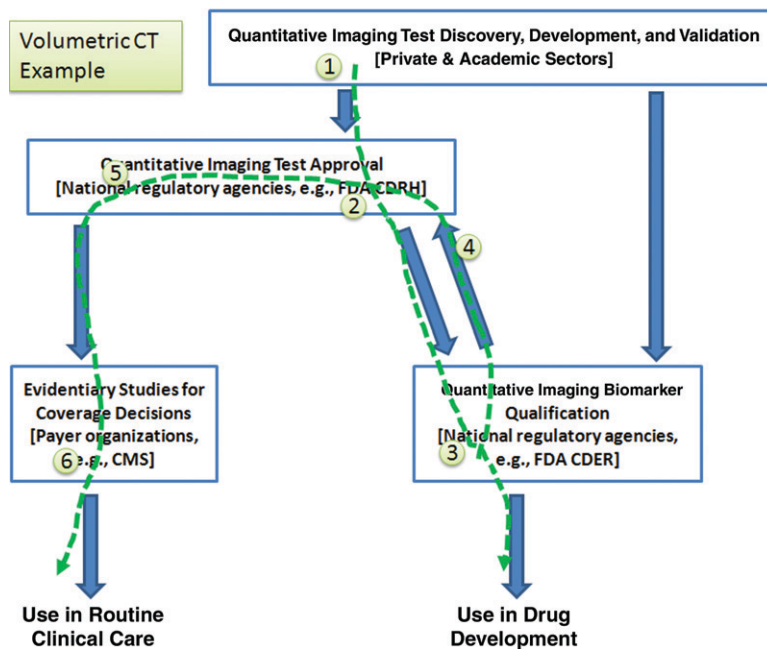 Volumetric CT
Example
Quantitative Imaging Test Discovery, Development, and Validation
[Private & Academic Sectors]
1
Quantitative Imaging Test Approval
[National regulatory agencies, e.g., FDA CDRH]
5
2
4
Evidentiary Studies for
Coverage Decisions
[Payer organizations,
e.g., CMS]
6
Quantitative Imaging Biomarker
Qualification
[National regulatory agencies,
e.g., FDA CDER]
3
Use in Routine
Clinical Care
Use in Drug
Development